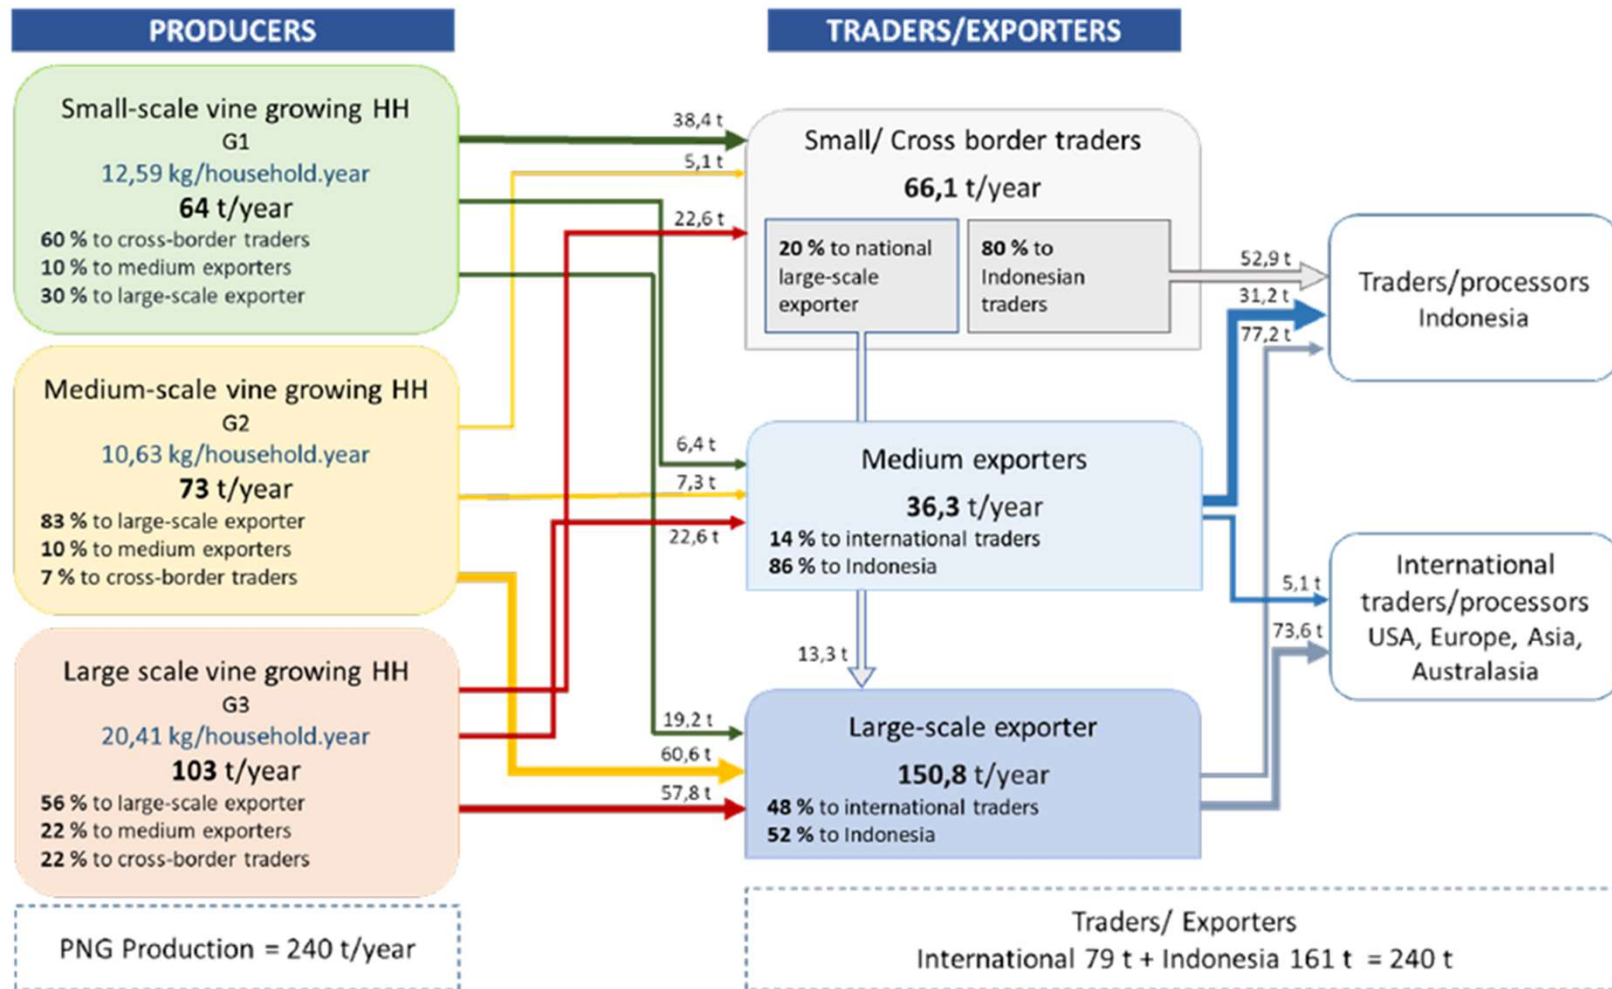 PRODUCERS
Small-scale vine growing HH
G1
12,59 kg/household.year
64 t/year
60 % to cross-border traders
10 % to medium exporters
30 % to large-scale exporter
Medium-scale vine growing HH
G2
10,63 kg/household.year
73 t/year
83 % to large-scale exporter
10 % to medium exporters
7 % to cross-border traders
Large scale vine growing HH
G3
20,41 kg/household.year
103 t/year
56 % to large-scale exporter
22 % to medium exporters
22 % to cross-border traders
PNG Production = 240 t/year
38,4 t
5,1 t
22,6 t
6,4 t
7,3 t
22,6 t
19,2 t
60,6 t
57,8 t
TRADERS/EXPORTERS
Small/ Cross border traders
66,1 t/year
20 % to national
large-scale
exporter
80 % to
Indonesian
traders
Medium exporters
36,3 t/year
14 % to international traders
86 % to Indonesia
13,3 t
Large-scale exporter
150,8 t/year
48 % to international traders
52 % to Indonesia
52,9 t
31,2 t
77,2 t
5,1 t
73,6 t
Traders/processors
Indonesia
International
traders/processors
USA, Europe, Asia,
Australasia
Traders/ Exporters
International 79 t + Indonesia 161 t = 240 t